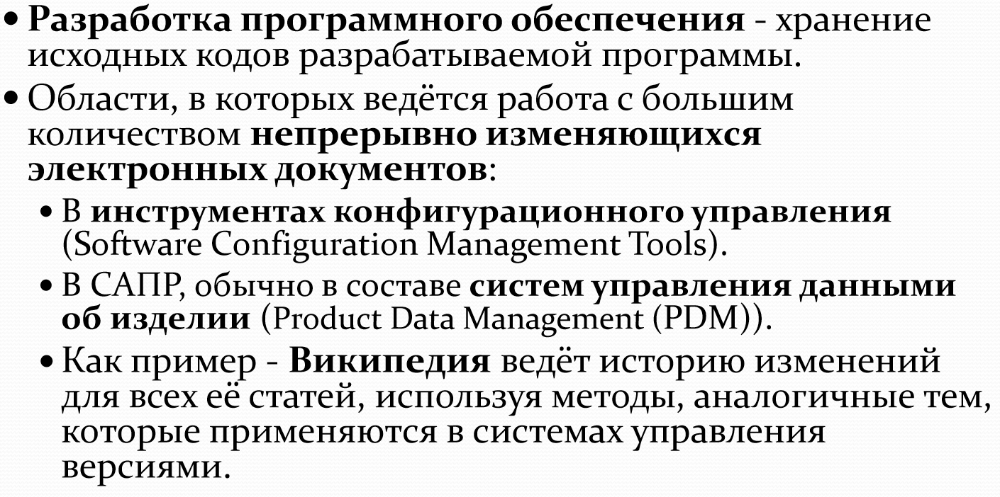 • Разработка программного обеспечения - хранение
исходных кодов разрабатываемой программы.
• Области, в которых ведётся работа с большим
количеством непрерывно изменяющихся
электронных документов:
• В инструментах конфигурационного управления
(Software Configuration Management Tools).
• В САПР, обычно в составе систем управления данными
об изделии (Product Data Management (PDM)).
• Как пример - Википедия ведёт историю изменений
для всех её статей, используя методы, аналогичные тем,
которые применяются в системах управления
версиями.